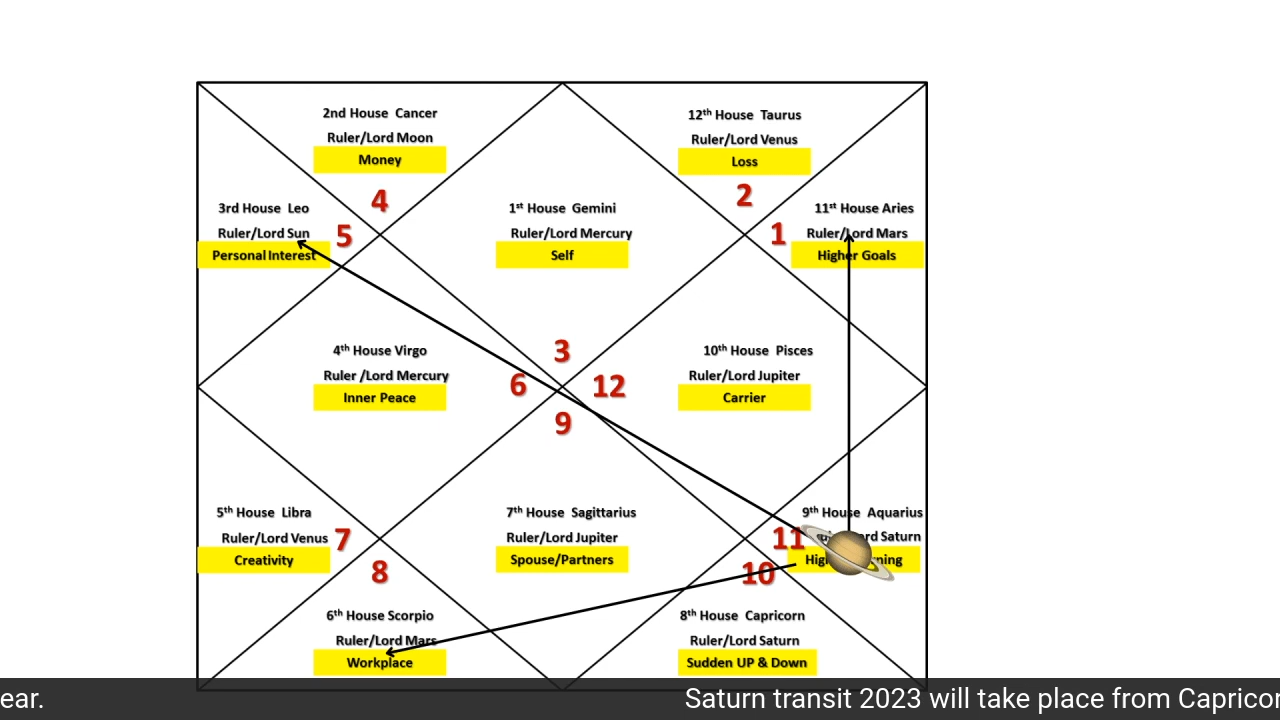 2nd House Cancer
Ruler/Lord Moon
Money
4
12th House Taurus
Ruler/Lord Venus
Loss
2
3rd House Leo
Ruler/Lord Sun
Personal Interest
5
1st House Gemini
Ruler/Lord Mercury
Self
3
11st House Aries
Ruler/Lord Mars
Higher Goals
1
4th House Virgo
Ruler /Lord Mercury
Inner Peace
6
10th House Pisces
Ruler/Lord Jupiter
Carrier
12
9
5th House Libra
Ruler/Lord Venus
Creativity
7
7th House Sagittarius
Ruler/Lord Jupiter
Spouse/Partners
9th House Aquarius
Saturn
11
8
10
6th House Scorpio
Ruler/Lord Mars
Workplace
8th House Capricorn
Ruler/Lord Saturn
Sudden UP & Down
ear. Saturn transit 2023 will take place from Capricor